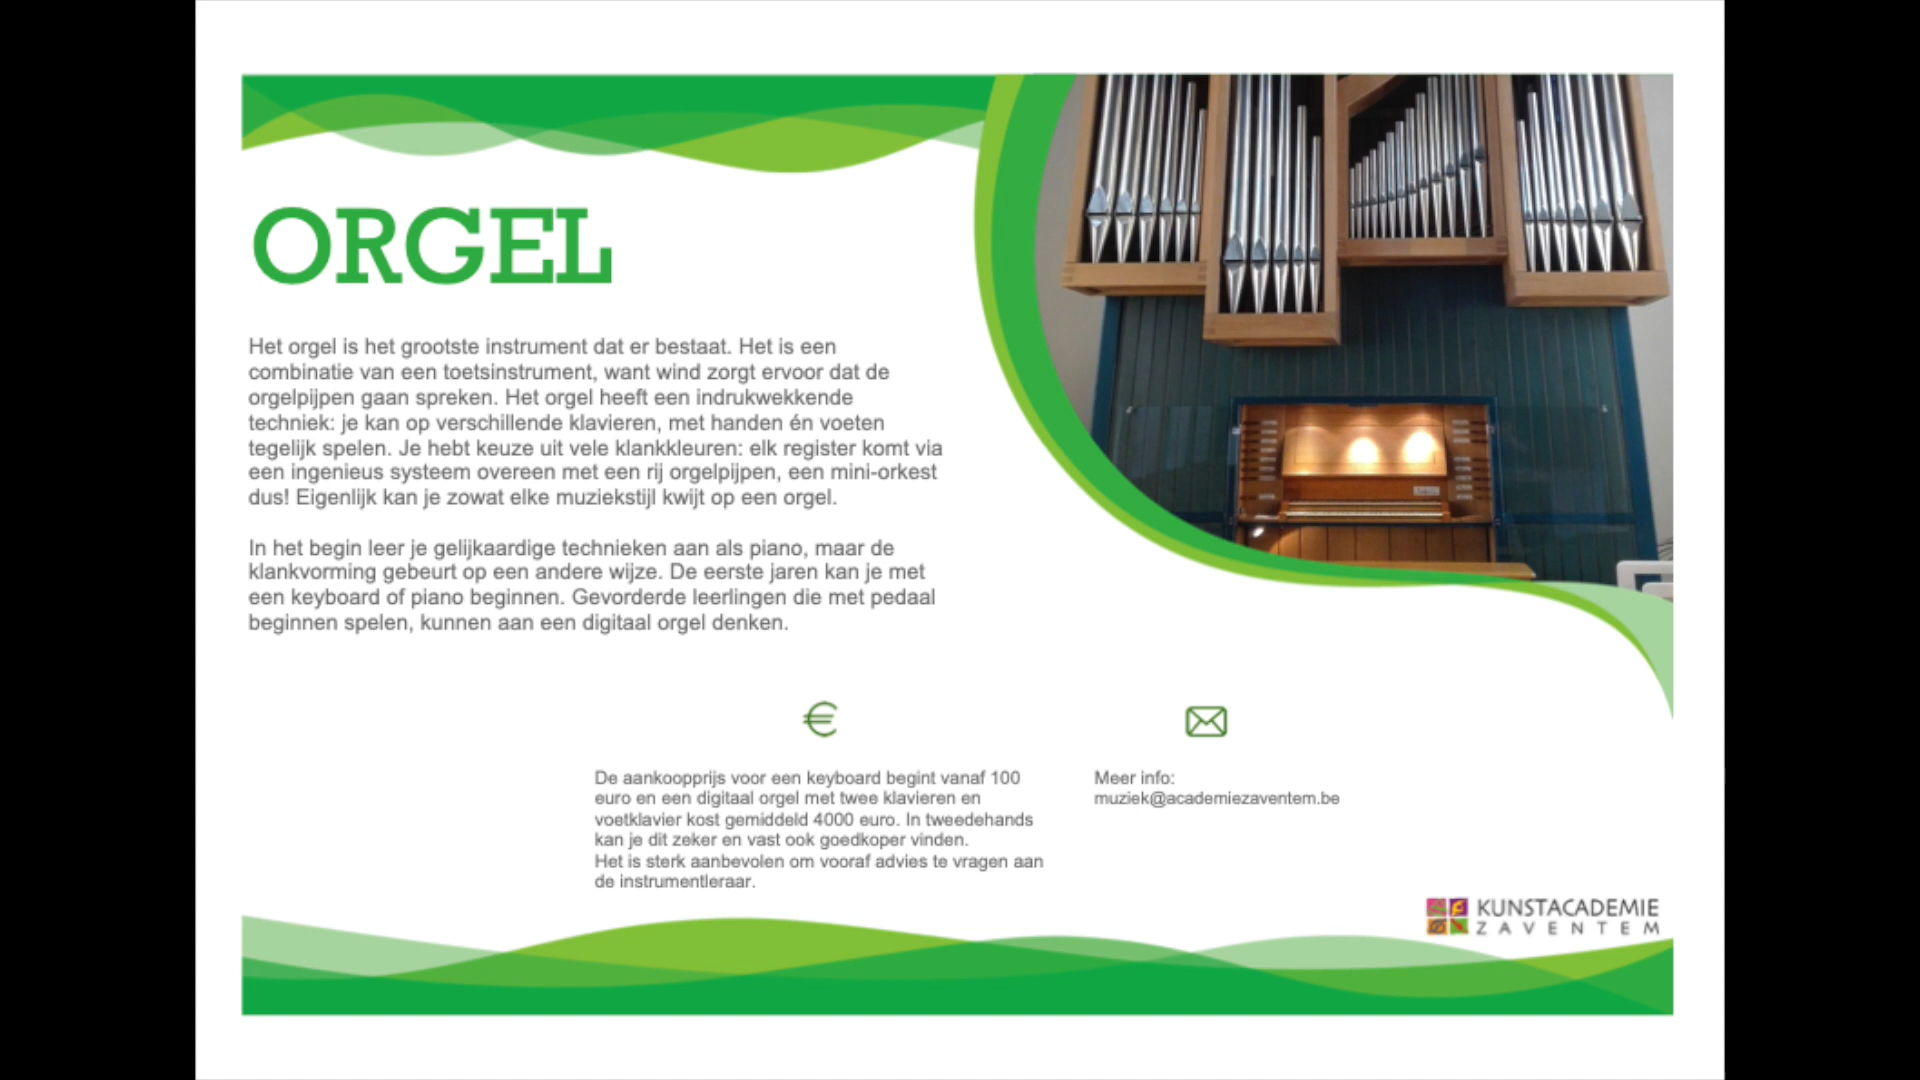 ORGEL
Het orgel is het grootste instrument dat er bestaat. Het is een
combinatie van een toetsinstrument, want wind zorgt ervoor dat de
orgelpijpen gaan spreken. Het orgel heeft een indrukwekkende
techniek: je kan op verschillende klavieren, met handen én voeten
tegelijk spelen. Je hebt keuze uit vele klankkleuren: elk register komt via
een ingenieus systeem overeen met een rij orgelpijpen, een mini-orkest
dus! Eigenlijk kan je zowat elke muziekstijl kwijt op een orgel.
In het begin leer je gelijkaardige technieken aan als piano, maar de
klankvorming gebeurt op een andere wijze. De eerste jaren kan je met
een keyboard of piano beginnen. Gevorderde leerlingen die met pedaal
beginnen spelen, kunnen aan een digitaal orgel denken.
€
De aankoopprijs voor een keyboard begint vanaf 100
euro en een digitaal orgel met twee klavieren en
voetklavier kost gemiddeld 4000 euro. In tweedehands
kan je dit zeker en vast ook goedkoper vinden.
Het is sterk aanbevolen om vooraf advies te vragen aan
de instrumentleraar.
Meer info:
muziek@academiezaventem.be
KUNSTACADEMIE
ZAVENTEM